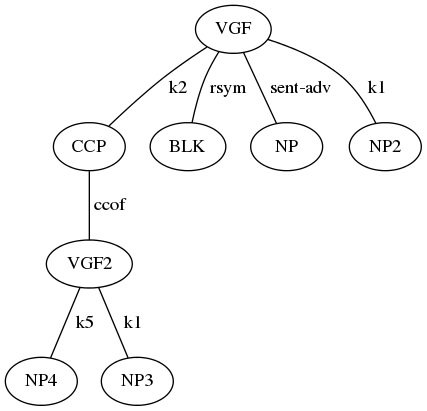 VGF
k2 rsym sent-adv k1
CCP BLK NP NP2
ccof
VGF2
k5 k1
NP4 NP3